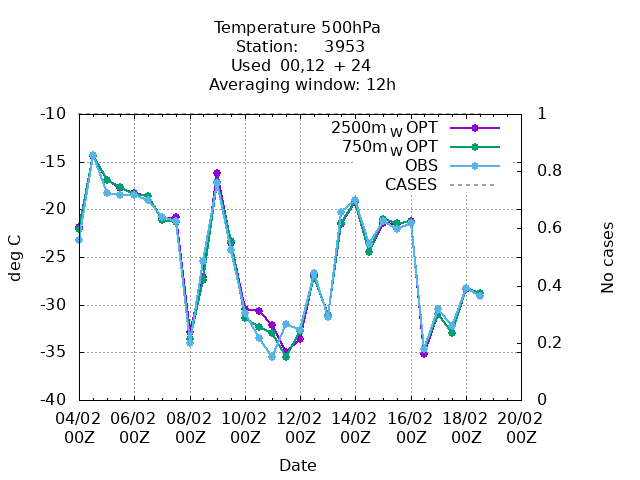 Temperature 500hPa
Station: 3953
Used 00,12 + 24
Averaging window: 12h
2500m W OPT
750m W OPT
OBS
CASES
deg C
-10
-15
-20
-25
-30
-35
-40
1
0.8
0.6
0.4
0.2
0
No cases
04/02 06/02 08/02 10/02 12/02 14/02 16/02 18/02 20/02
00Z 00Z 00Z 00Z 00Z 00Z 00Z 00Z 00Z
Date